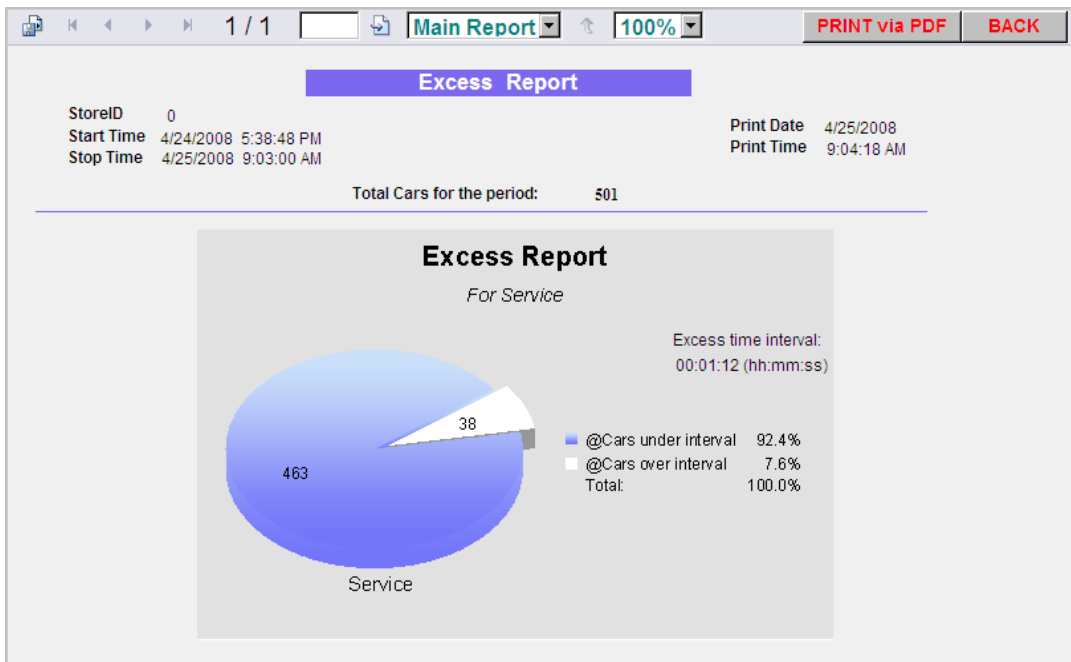 1 / 1 Main Report 100% PRINT via PDF BACK
Excess Report
StoreID 0
Start Time 4/24/2008 5:38:48 PM
Stop Time 4/25/2008 9:03:00 AM
Print Date 4/25/2008
Print Time 9:04:18 AM
Total Cars for the period: 501
Excess Report
For Service
Excess time interval:
00:01:12 (hh:mm:ss)
38
463
@Cars under interval 92.4%
@Cars over interval 7.6%
Total: 100.0%
Service